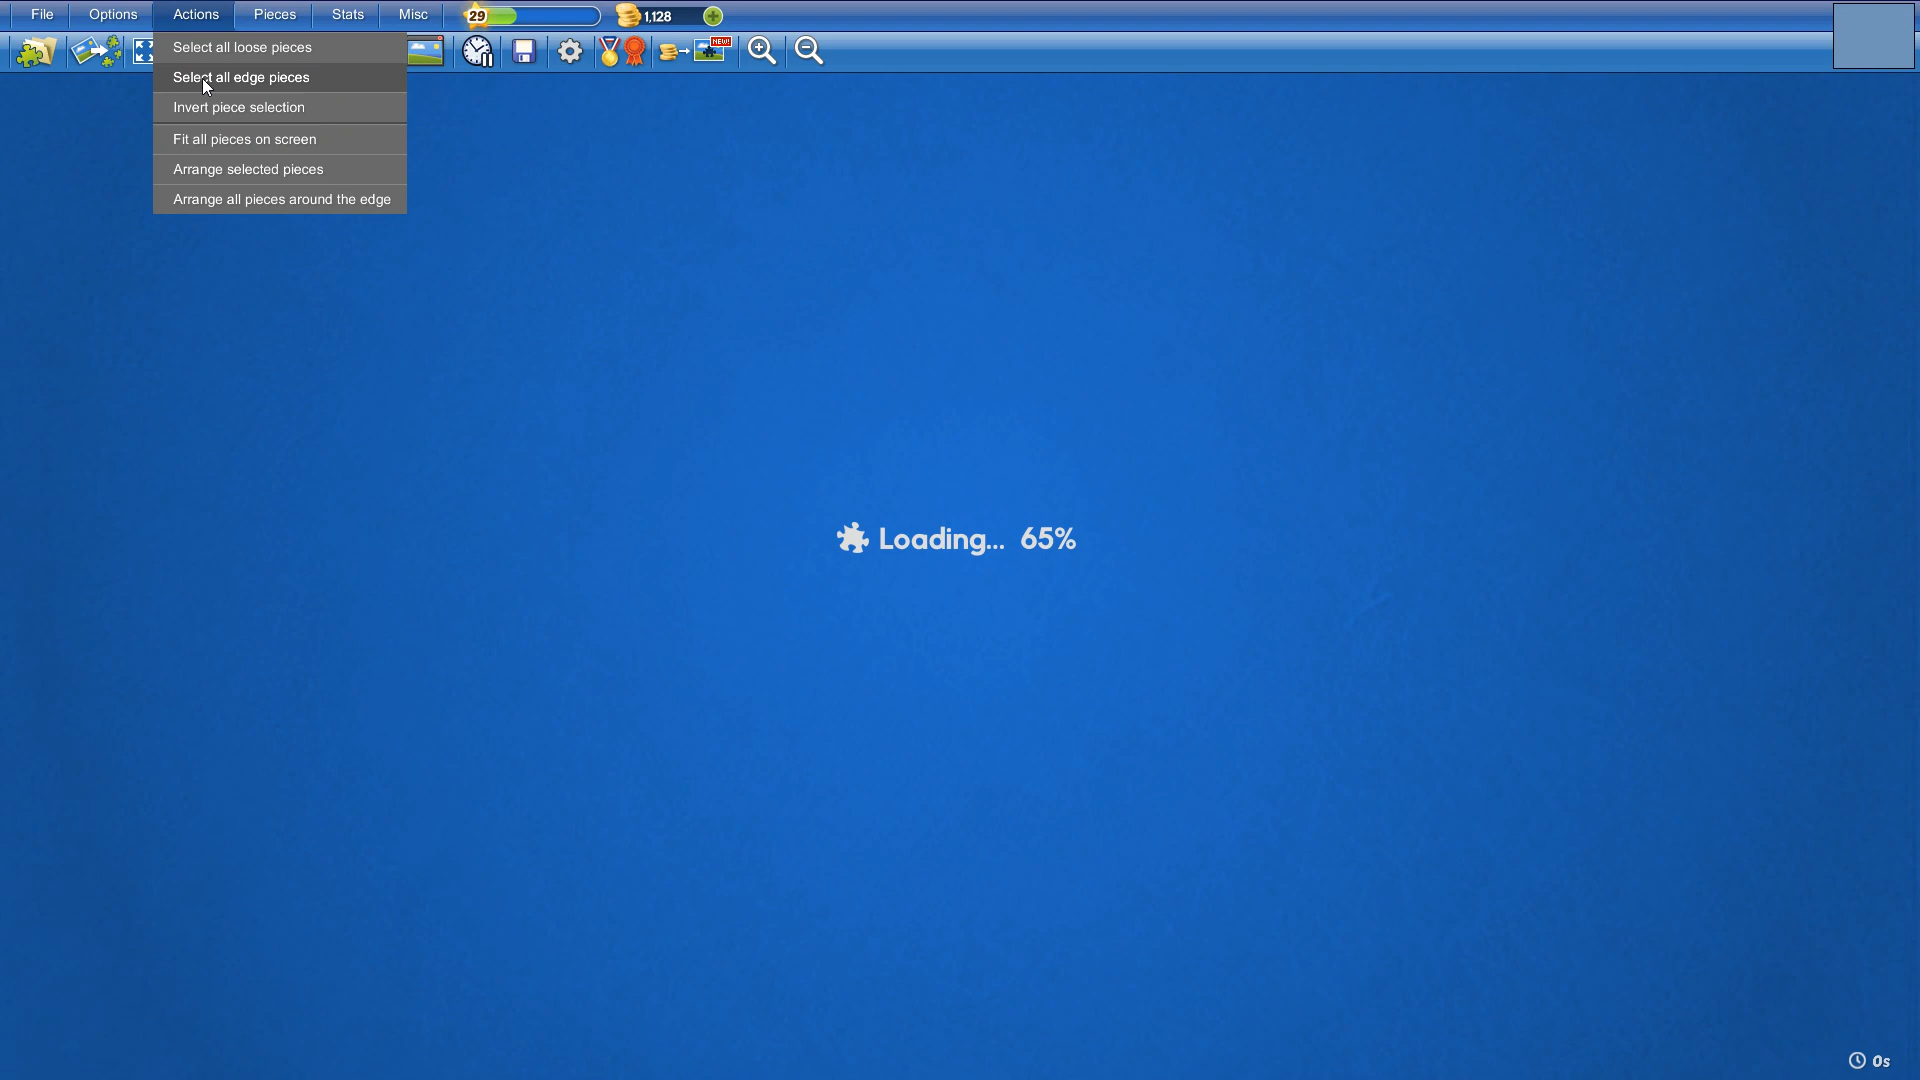 File Options Actions Pieces Stats Misc 29 1,128
NEW!
Select all loose pieces
Select all edge pieces
Invert piece selection
Fit all pieces on screen
Arrange selected pieces
Arrange all pieces around the edge
Loading... 65%
0s